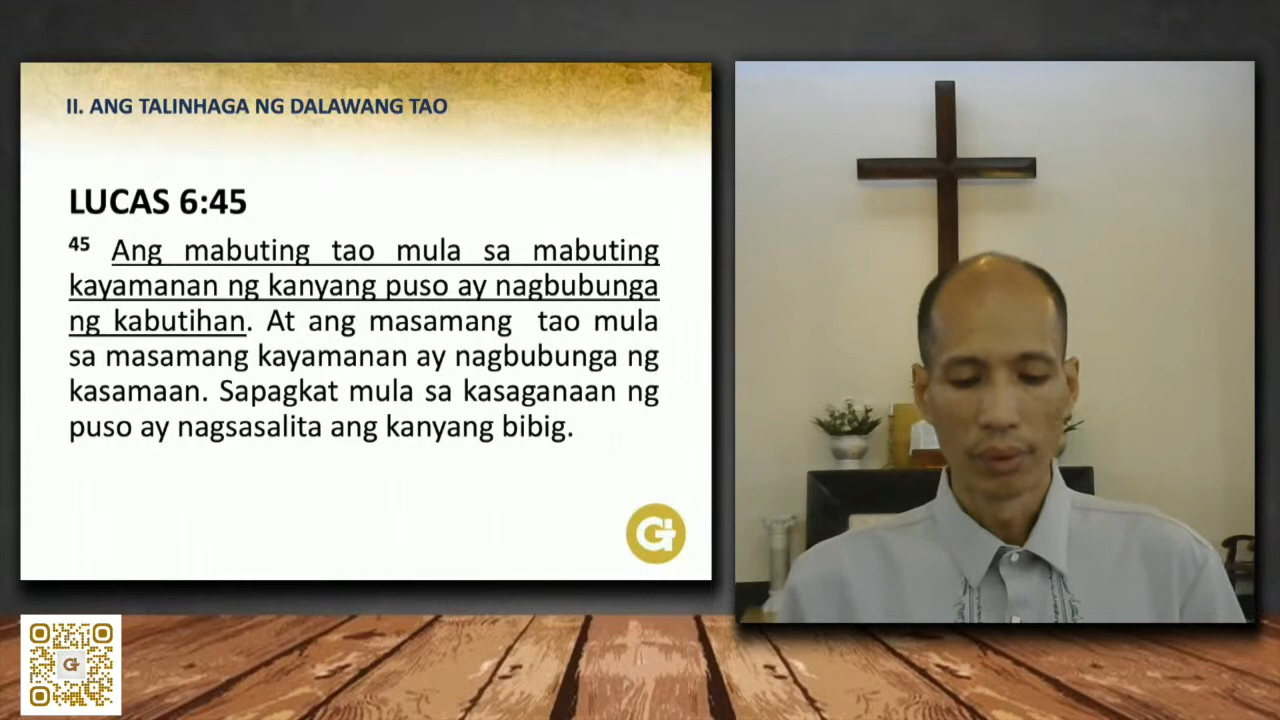 II. ANG TALINHAGA NG DALAWANG TAO
LUCAS 6:45
45 Ang mabuting tao mula sa mabuting
kayamanan ng kanyang puso ay nagbubunga
ng kabutihan. At ang masamang tao mula
sa masamang kayamanan ay nagbubunga ng
kasamaan. Sapagkat mula sa kasaganaan ng
puso ay nagsasalita ang kanyang bibig.